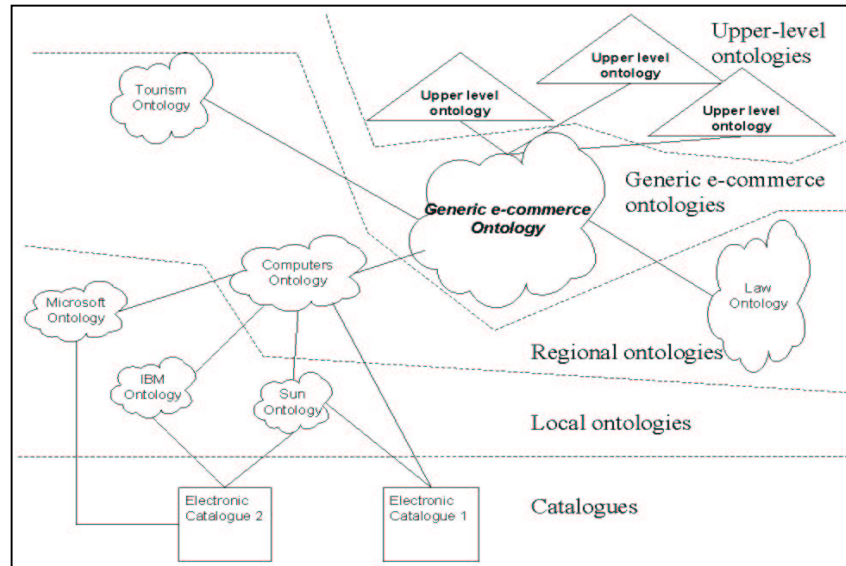 Upper-level
ontologies
Upper level
ontology
Tourism
Ontology
Upper level
ontology
Upper level
ontology
Generic e-commerce
ontologies
Generic e-commerce
Ontology
Computers
Ontology
Microsoft
Ontology
Law
Ontology
Regional ontologies
IBM
Ontology
Sun
Ontology
Local ontologies
Electronic
Catalogue 2
Electronic
Catalogue 1
Catalogues